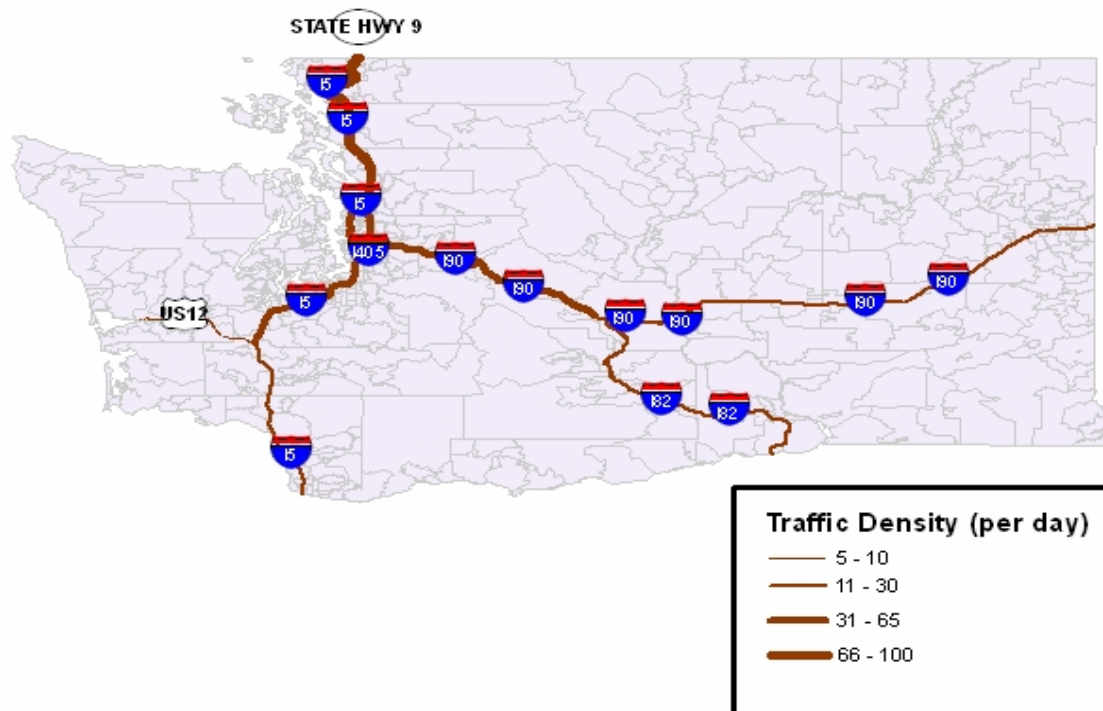 STATE HWY 9
I5
I5
I5
I405
I90
I90
I5
US12
I90
I90
I90
I90
I82
I82
I5
Traffic Density (per day)
5 - 10
11 - 30
31 - 65
66 - 100